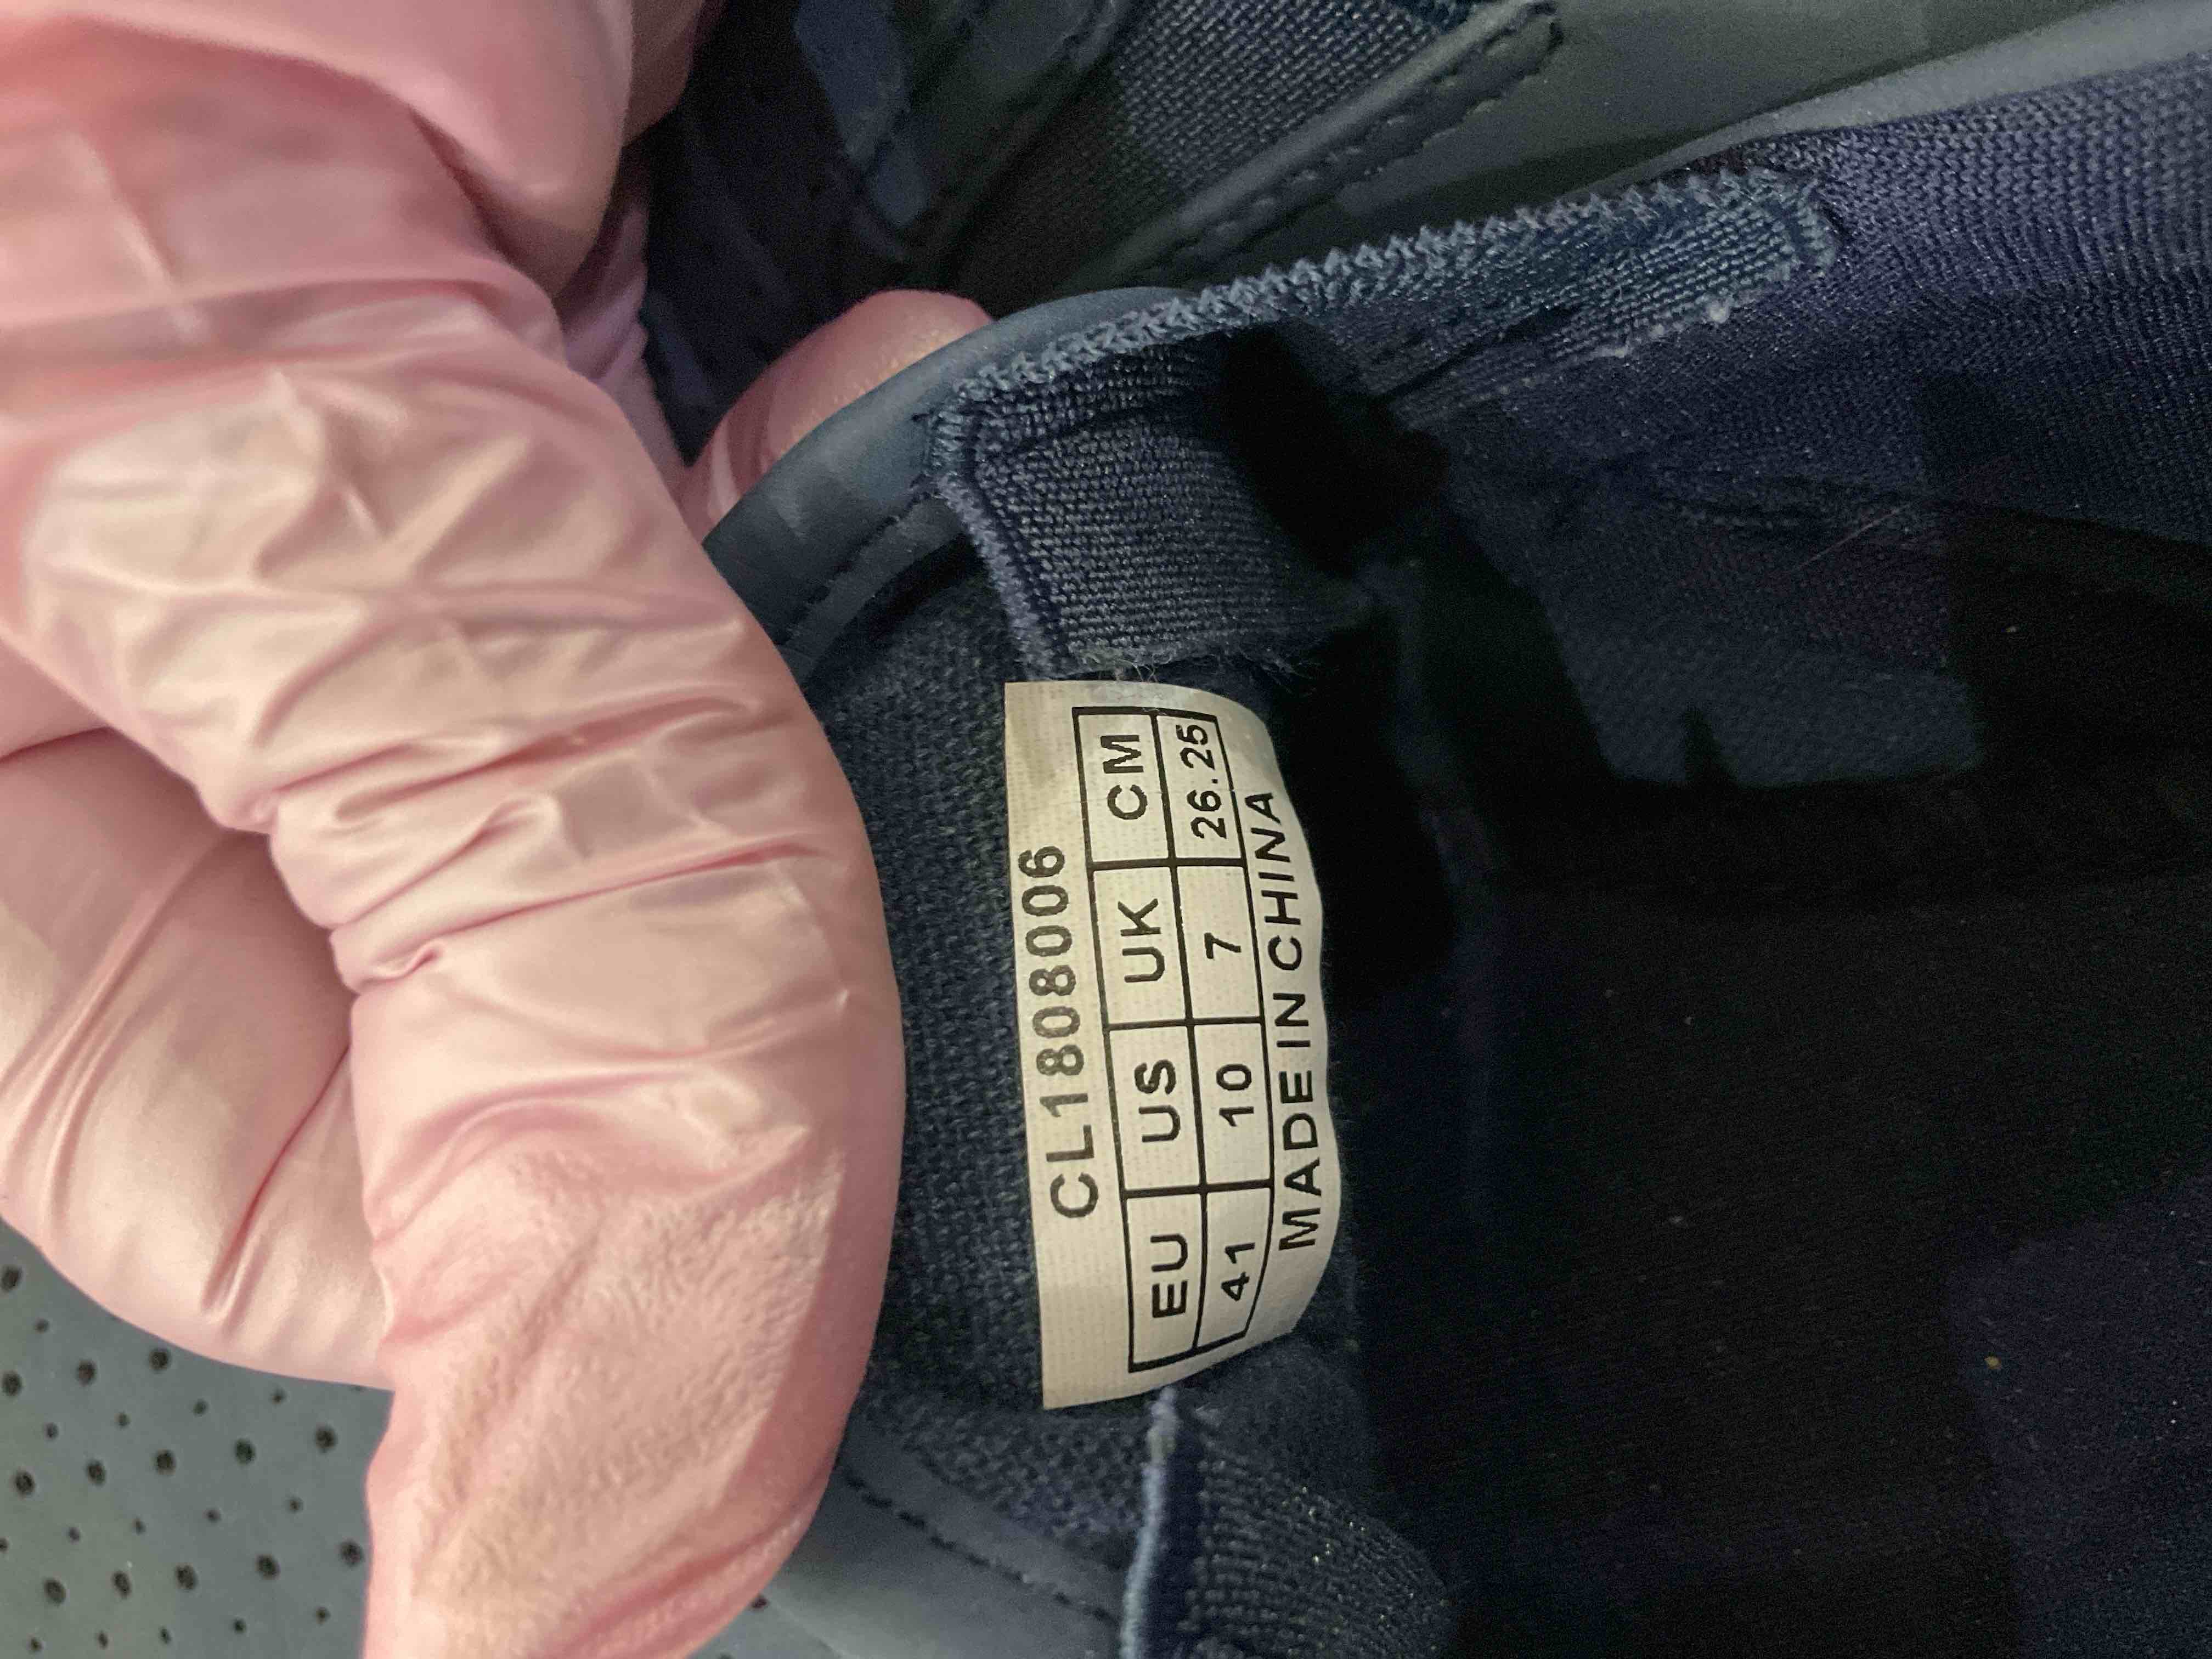 CL1808006
EU US UK CM
41 10 7 26.25
MADE IN CHINA